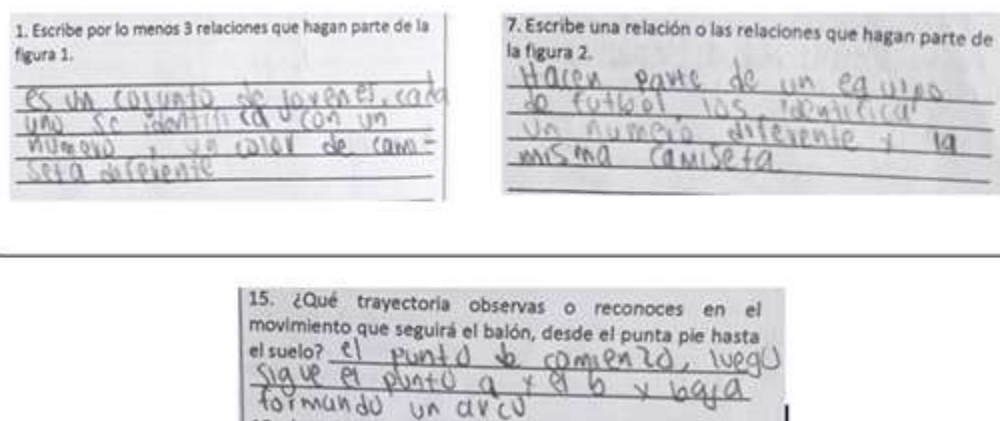 1. Escribe por lo menos 3 relaciones que hagan parte de la
figura 1.
es un cojunto de jovenes, cada
uno se identifica con un
numero y un color de cami-
seta diferente
7. Escribe una relación o las relaciones que hagan parte de
la figura 2.
Hacen parte de un equipo
de futbol los identifica
un numero diferente y la
misma camiseta
15. ¿Qué trayectoria observas o reconoces en el
movimiento que seguirá el balón, desde el punta pie hasta
el suelo? el punto de comienzo, luego
sigue el punto a y el b y baja
formando un arco